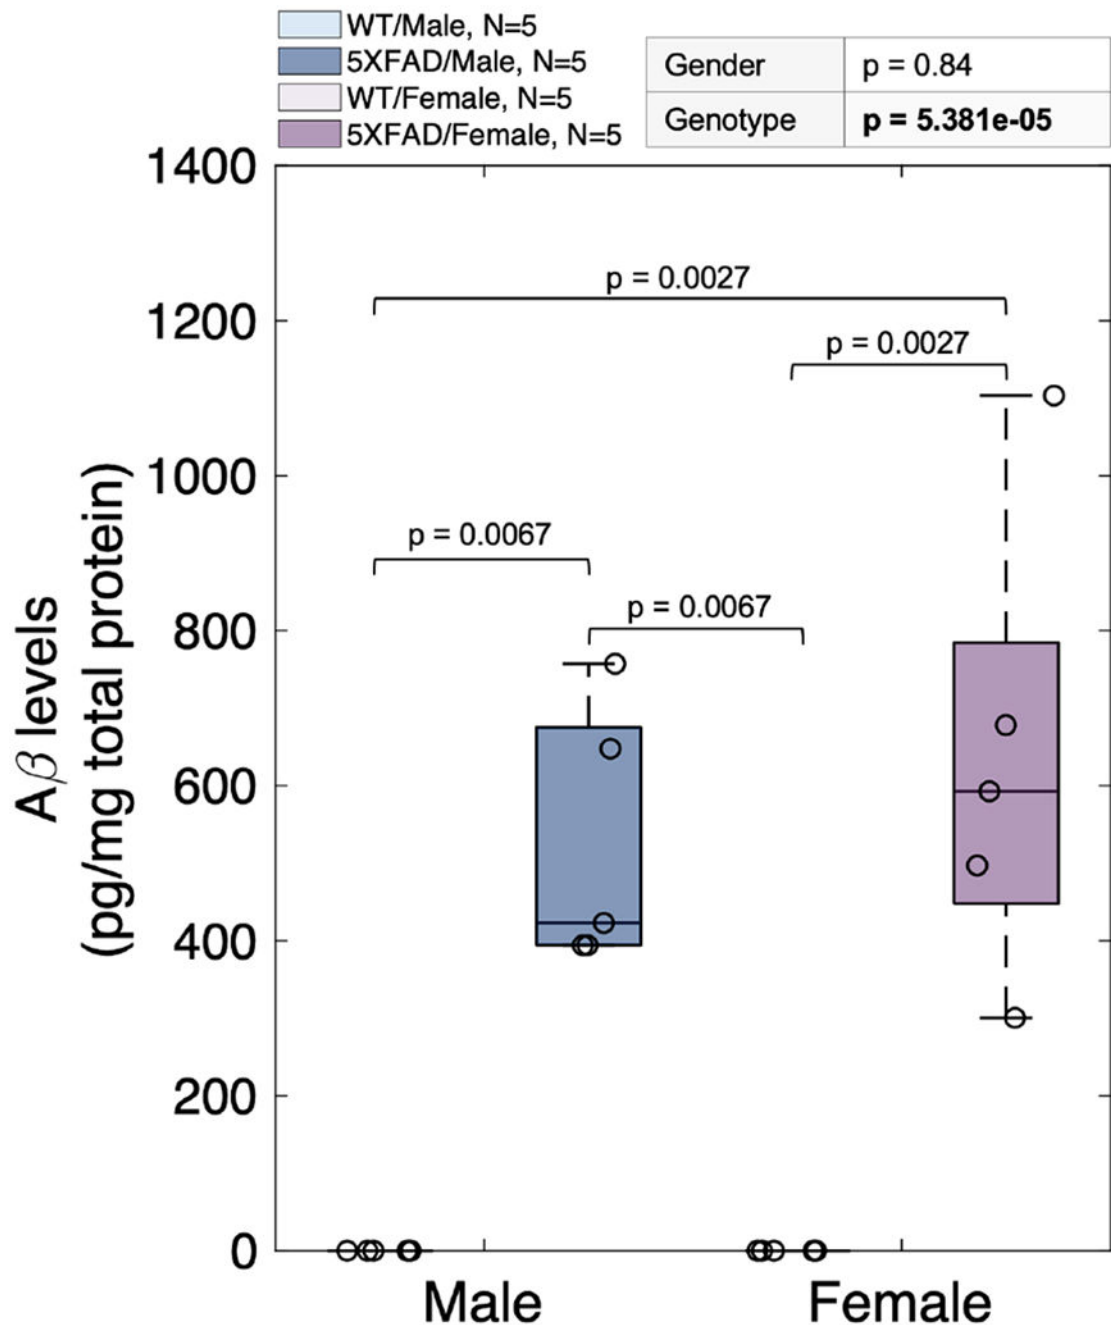 WT/Male, N=5
5XFAD/Male, N=5
WT/Female, N=5
5XFAD/Female, N=5
Gender p = 0.84
Genotype p = 5.381e-05
1400
1200
1000
800
600
400
200
0
Aβ levels
(pg/mg total protein)
p = 0.0027
p = 0.0027
p = 0.0067
p = 0.0067
Male Female